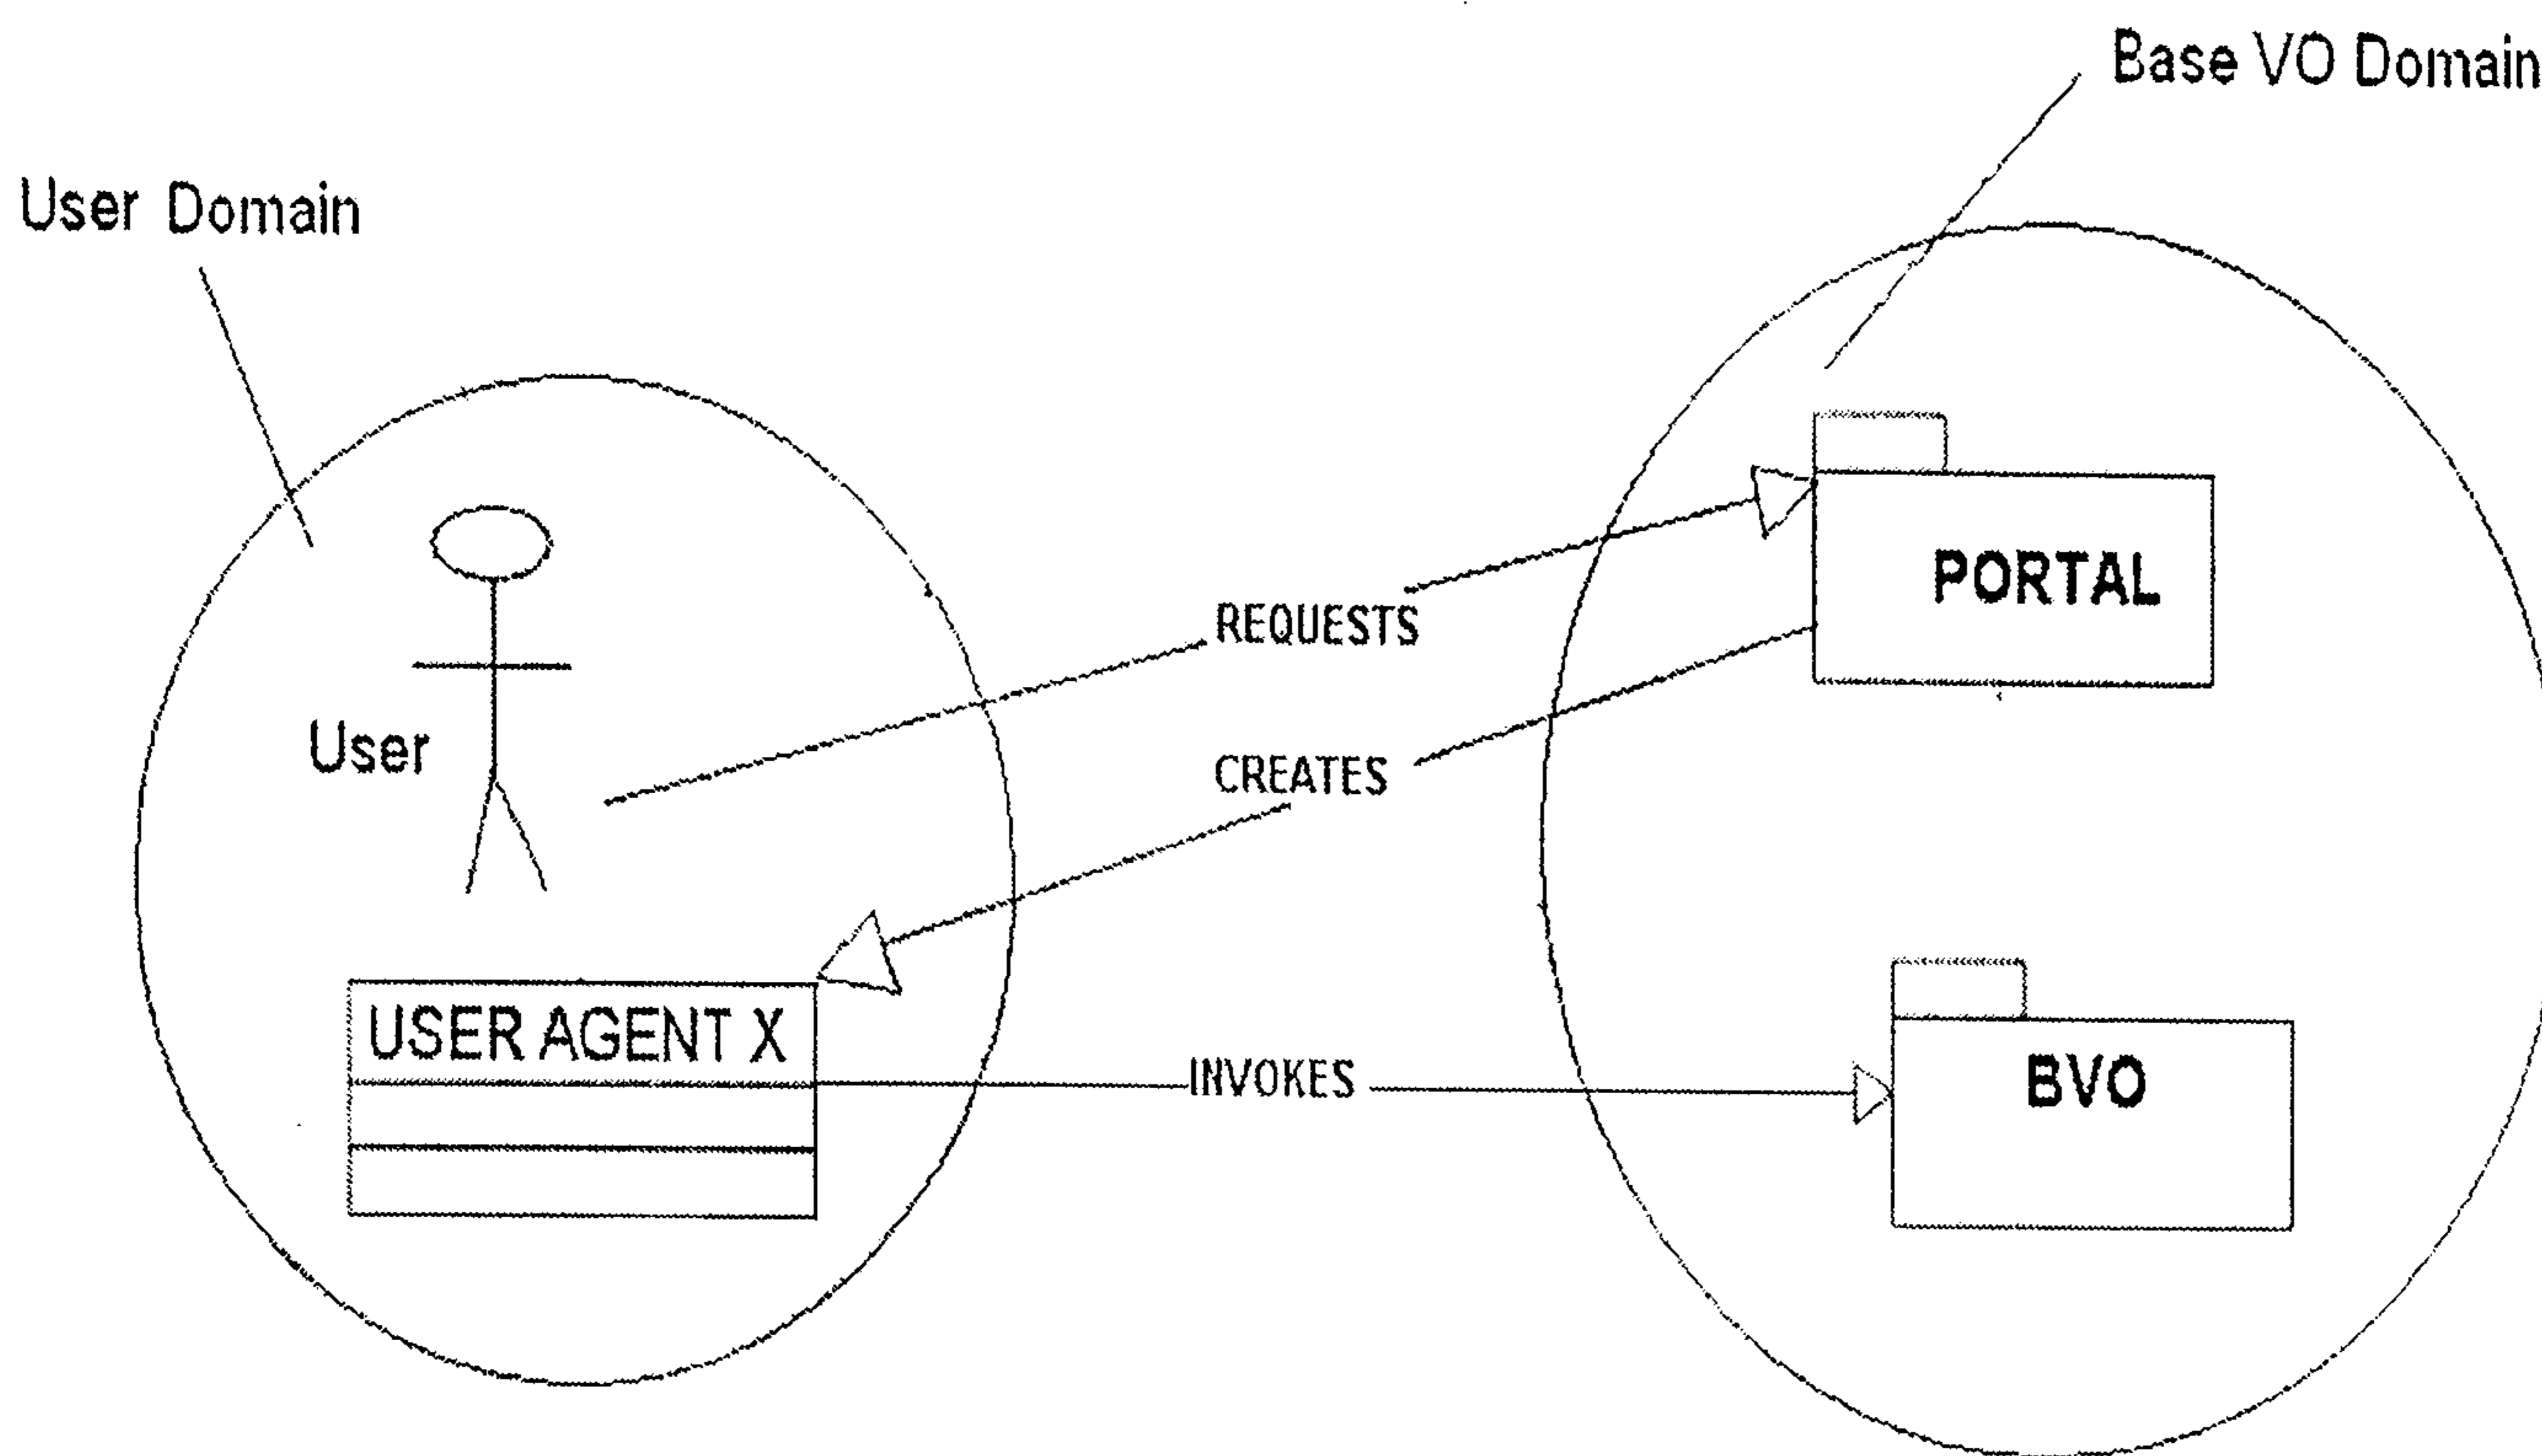 Base VO Domain
User Domain
PORTAL
REQUESTS
User
CREATES
USER AGENT X
INVOKES
BVO